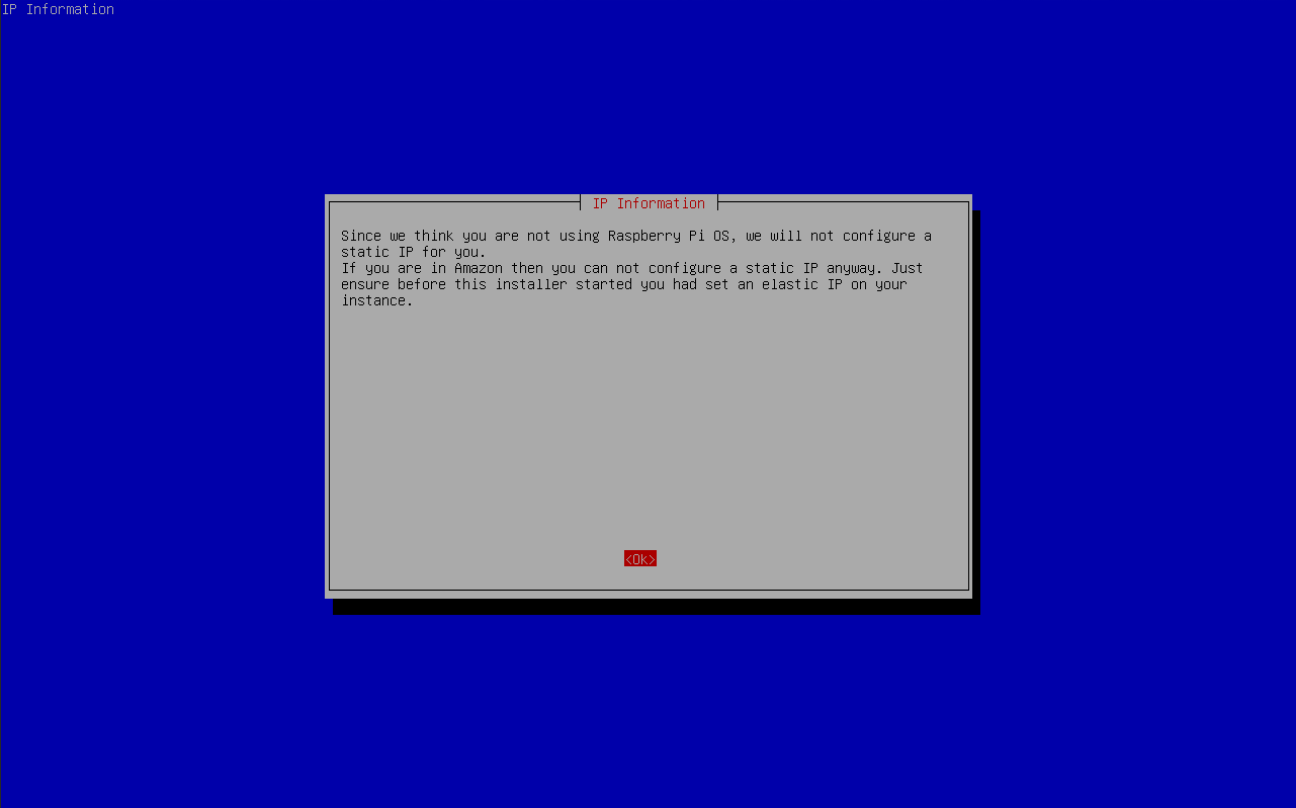 IP Information
IP Information
Since we think you are not using Raspberry Pi OS, we will not configure a
static IP for you.
If you are in Amazon then you can not configure a static IP anyway. Just
ensure before this installer started you had set an elastic IP on your
instance.
<Ok>